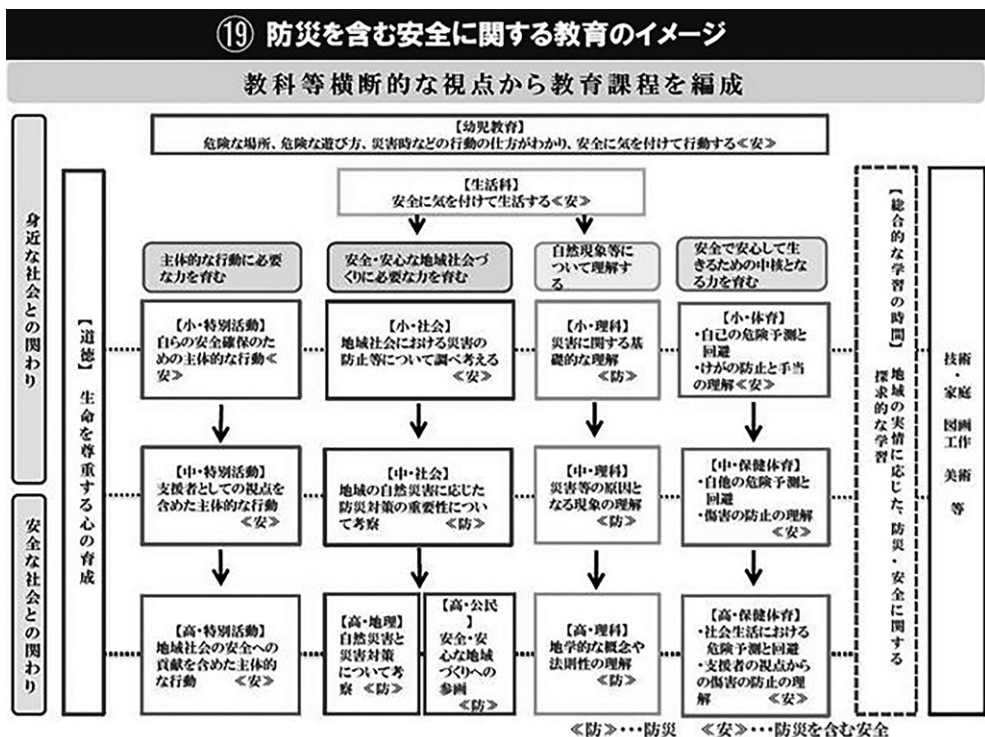 ⑲ 防災を含む安全に関する教育のイメージ
教科等横断的な視点から教育課程を編成
身近な社会との関わり
安全な社会との関わり
【道徳】 生命を尊重する心の育成
【幼児教育】
危険な場所、危険な遊び方、災害時などの行動の仕方がわかり、安全に気を付けて行動する≪安≫
【生活科】
安全に気を付けて生活する≪安≫
主体的な行動に必要
な力を育む
安全・安心な地域社会づ
くりに必要な力を育む
自然現象等に
ついて理解す
る
安全で安心して生
きるための中核とな
る力を育む
【小・特別活動】
自らの安全確保のた
めの主体的な行動≪
安≫
【小・社会】
地域社会における災害の
防止等について調べ考える
≪安≫
【小・理科】
災害に関する基
礎的な理解
≪防≫
【小・体育】
・自己の危険予測と
回避
・けがの防止と手当
の理解≪安≫
【中・特別活動】
支援者としての視点を
含めた主体的な行動
≪安≫
【中・社会】
地域の自然災害に応じた
防災対策の重要性につい
て考察 ≪防≫
【中・理科】
災害等の原因と
なる現象の理解
≪防≫
【中・保健体育】
・自他の危険予測と
回避
・傷害の防止の理解
≪安≫
【高・特別活動】
地域社会の安全への
貢献を含めた主体的
な行動 ≪安≫
【高・地理】
自然災害と
災害対策
について考
察 ≪防≫
【高・公民
】
安全・安
心な地域
づくりへの
参画
≪防≫
【高・理科】
地学的な概念や
法則性の理解
≪防≫
【高・保健体育】
・社会生活における
危険予測と回避
・支援者の視点から
の傷害の防止の理
解 ≪安≫
【総合的な学習の時間】 地域の実情に応じた、防災・安全に関する
探求的な学習
技術
・
家庭
図画
工作
美術
等
≪防≫・・・防災 ≪安≫・・・防災を含む安全